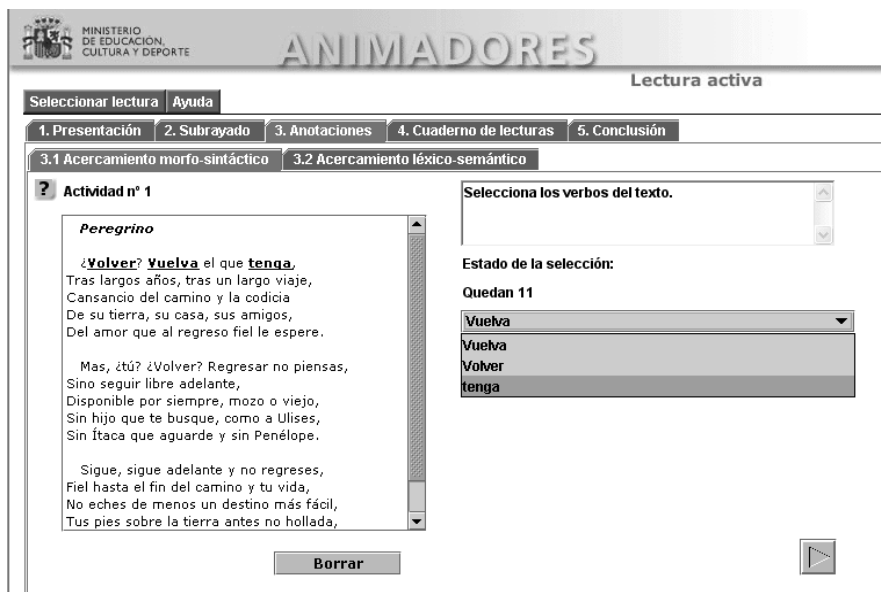 MINISTERIO
DE EDUCACIÓN,
CULTURA Y DEPORTE
ANIMADORES
Lectura activa
Seleccionar lectura Ayuda
1. Presentación 2. Subrayado 3. Anotaciones 4. Cuaderno de lecturas 5. Conclusión
3.1 Acercamiento morfo-sintáctico 3.2 Acercamiento léxico-semántico
? Actividad nº 1
Peregrino
¿Volver? Vuelva el que tenga,
Tras largos años, tras un largo viaje,
Cansancio del camino y la codicia
De su tierra, su casa, sus amigos,
Del amor que al regreso fiel le espere.
Mas, ¿tú? ¿Volver? Regresar no piensas,
Sino seguir libre adelante,
Disponible por siempre, mozo o viejo,
Sin hijo que te busque, como a Ulises,
Sin Ítaca que aguarde y sin Penélope.
Sigue, sigue adelante y no regreses,
Fiel hasta el fin del camino y tu vida,
No eches de menos un destino más fácil,
Tus pies sobre la tierra antes no hollada,
Borrar
Selecciona los verbos del texto.
Estado de la selección:
Quedan 11
Vuelva
Vuelva
Volver
tenga